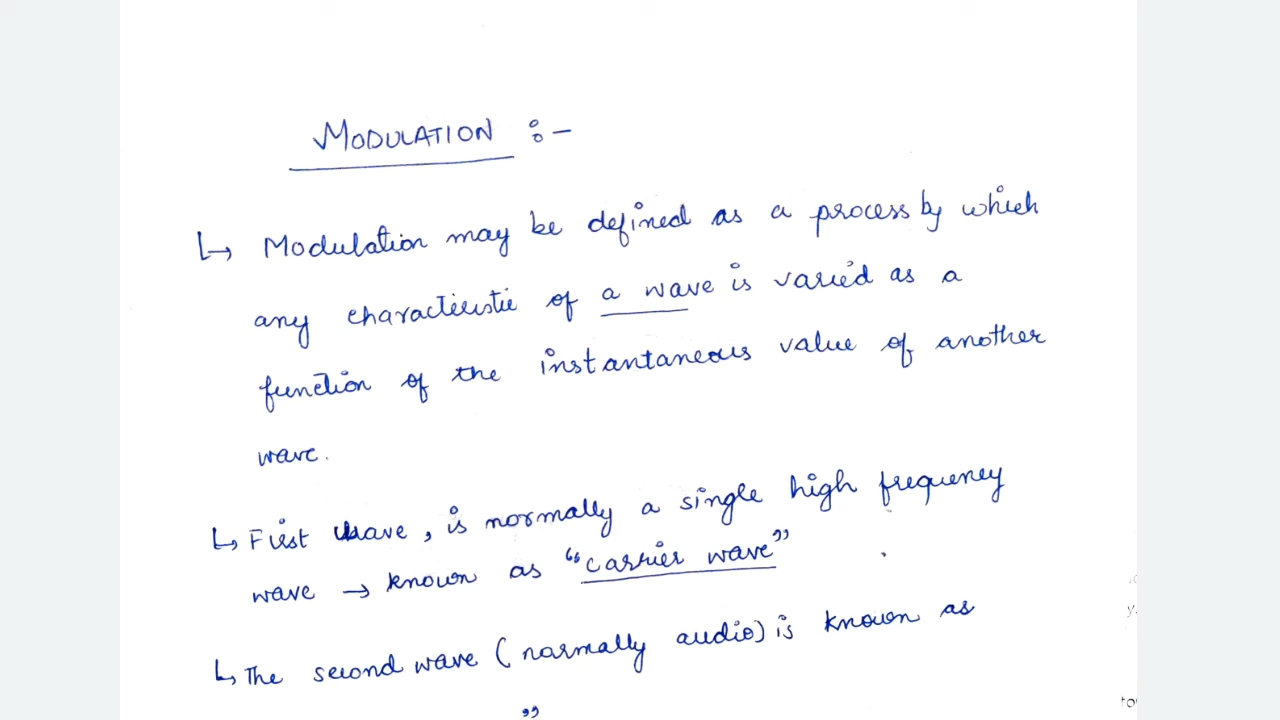 MODULATION :-
↳ Modulation may be defined as a process by which
any characteristic of a wave is varied as a
function of the instantaneous value of another
wave.
↳ First wave, is normally a single high frequency
wave → known as "carrier wave"
↳ The second wave (normally audio) is known as
"